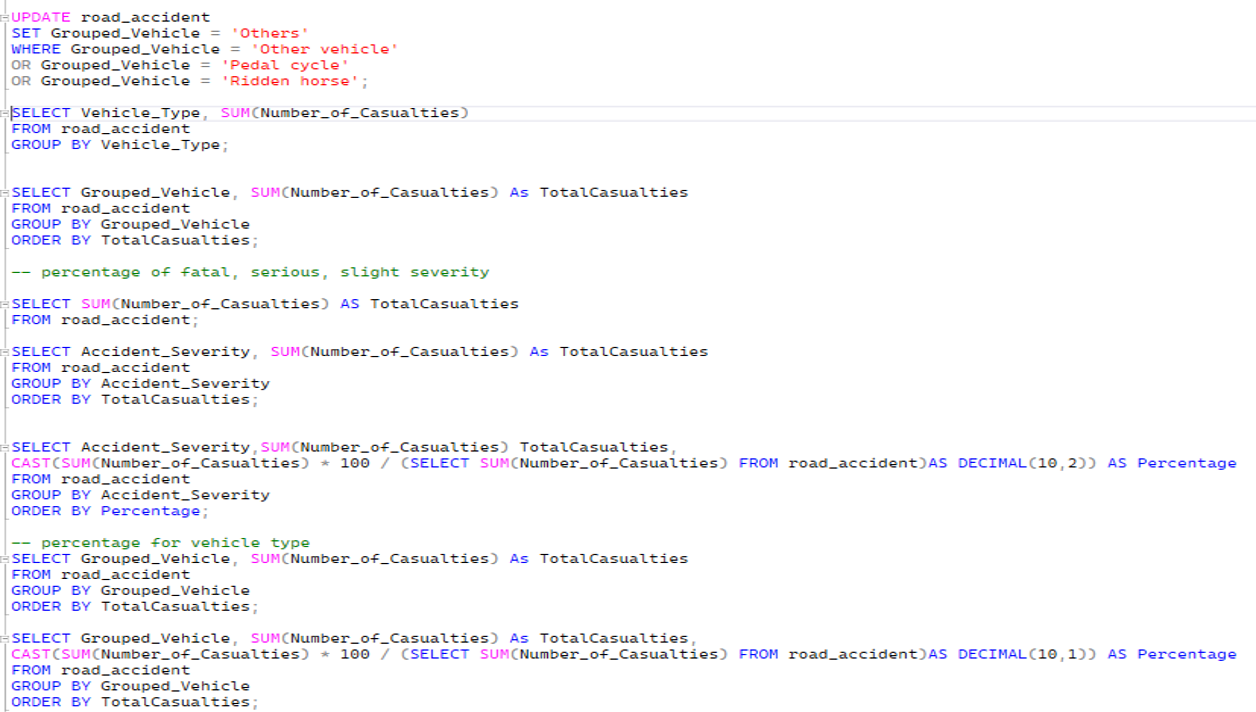 UPDATE road_accident
SET Grouped_Vehicle = 'Others'
WHERE Grouped_Vehicle = 'Other vehicle'
OR Grouped_Vehicle = 'Pedal cycle'
OR Grouped_Vehicle = 'Ridden horse';
SELECT Vehicle_Type, SUM(Number_of_Casualties)
FROM road_accident
GROUP BY Vehicle_Type;
SELECT Grouped_Vehicle, SUM(Number_of_Casualties) As TotalCasualties
FROM road_accident
GROUP BY Grouped_Vehicle
ORDER BY TotalCasualties;
-- percentage of fatal, serious, slight severity
SELECT SUM(Number_of_Casualties) AS TotalCasualties
FROM road_accident;
SELECT Accident_Severity, SUM(Number_of_Casualties) As TotalCasualties
FROM road_accident
GROUP BY Accident_Severity
ORDER BY TotalCasualties;
SELECT Accident_Severity,SUM(Number_of_Casualties) TotalCasualties,
CAST(SUM(Number_of_Casualties) * 100 / (SELECT SUM(Number_of_Casualties) FROM road_accident)AS DECIMAL(10,2)) AS Percentage
FROM road_accident
GROUP BY Accident_Severity
ORDER BY Percentage;
-- percentage for vehicle type
SELECT Grouped_Vehicle, SUM(Number_of_Casualties) As TotalCasualties
FROM road_accident
GROUP BY Grouped_Vehicle
ORDER BY TotalCasualties;
SELECT Grouped_Vehicle, SUM(Number_of_Casualties) As TotalCasualties,
CAST(SUM(Number_of_Casualties) * 100 / (SELECT SUM(Number_of_Casualties) FROM road_accident)AS DECIMAL(10,1)) AS Percentage
FROM road_accident
GROUP BY Grouped_Vehicle
ORDER BY TotalCasualties;